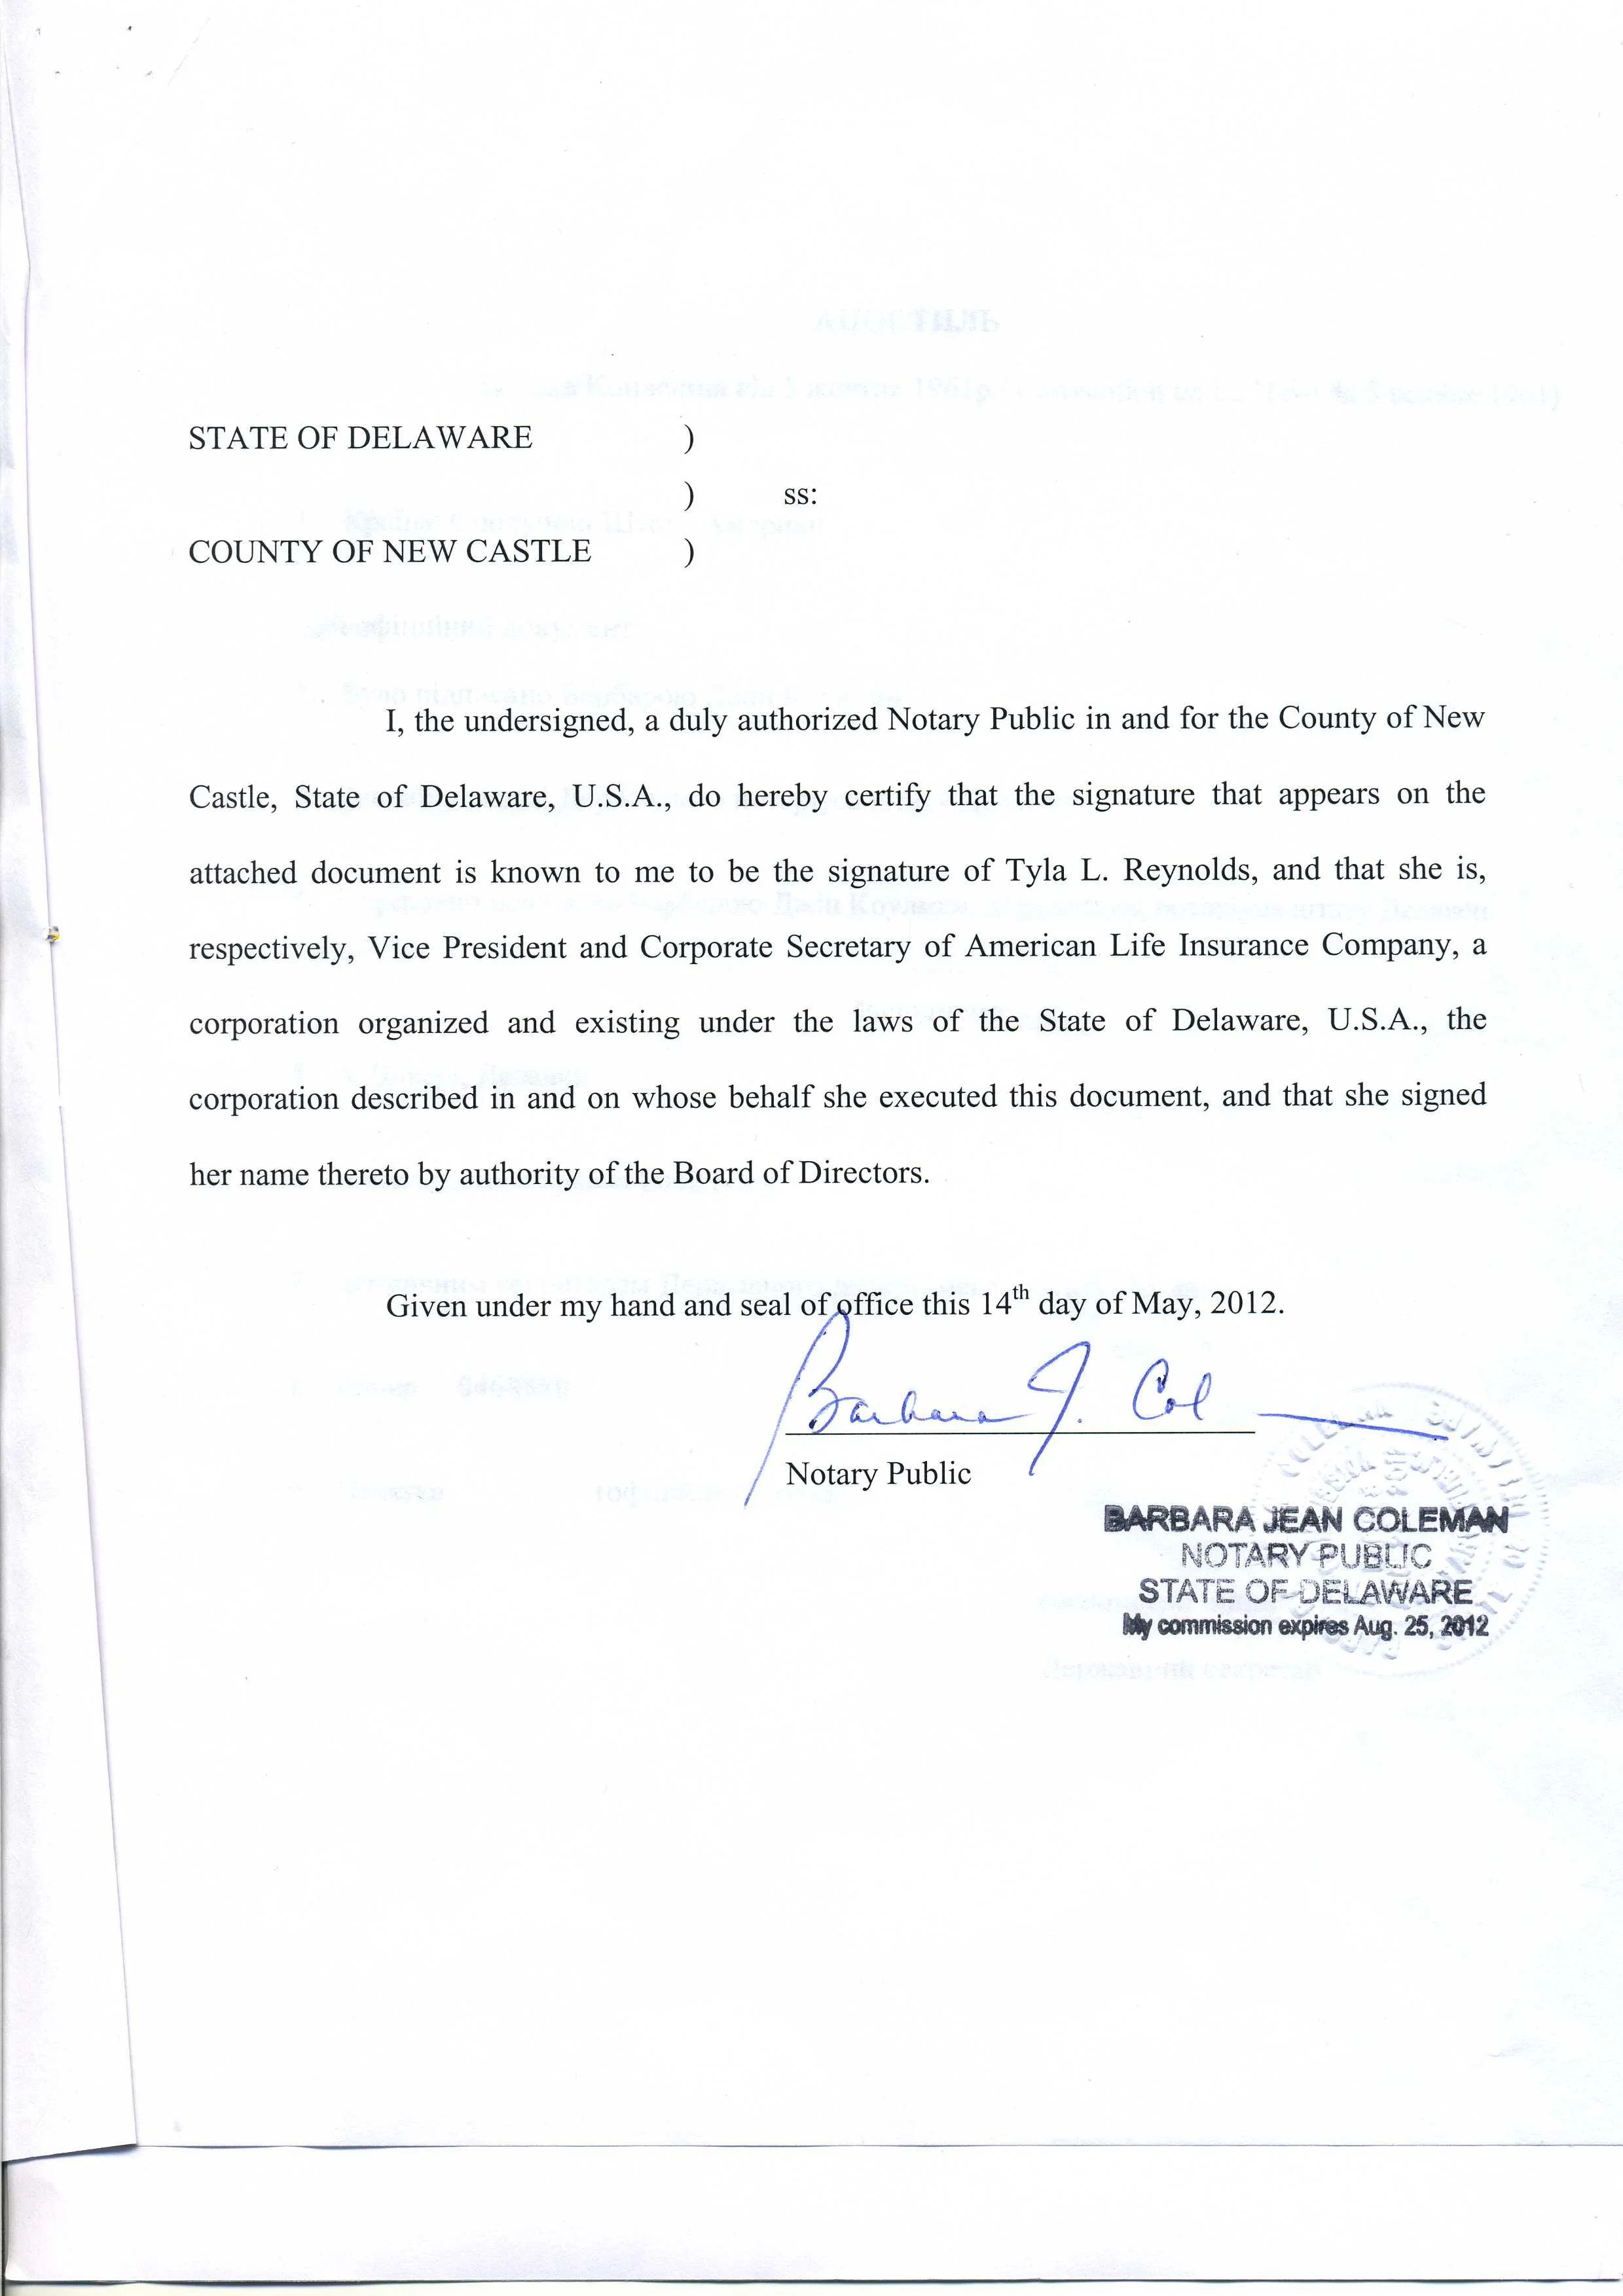 STATE OF DELAWARE )
) ss:
COUNTY OF NEW CASTLE )
I, the undersigned, a duly authorized Notary Public in and for the County of New
Castle, State of Delaware, U.S.A., do hereby certify that the signature that appears on the
attached document is known to me to be the signature of Tyla L. Reynolds, and that she is,
respectively, Vice President and Corporate Secretary of American Life Insurance Company, a
corporation organized and existing under the laws of the State of Delaware, U.S.A., the
corporation described in and on whose behalf she executed this document, and that she signed
her name thereto by authority of the Board of Directors.
Given under my hand and seal of office this 14th day of May, 2012.
Barbara J. Col
Notary Public
BARBARA JEAN COLEMAN
NOTARY PUBLIC
STATE OF DELAWARE
My commission expires Aug. 25, 2012